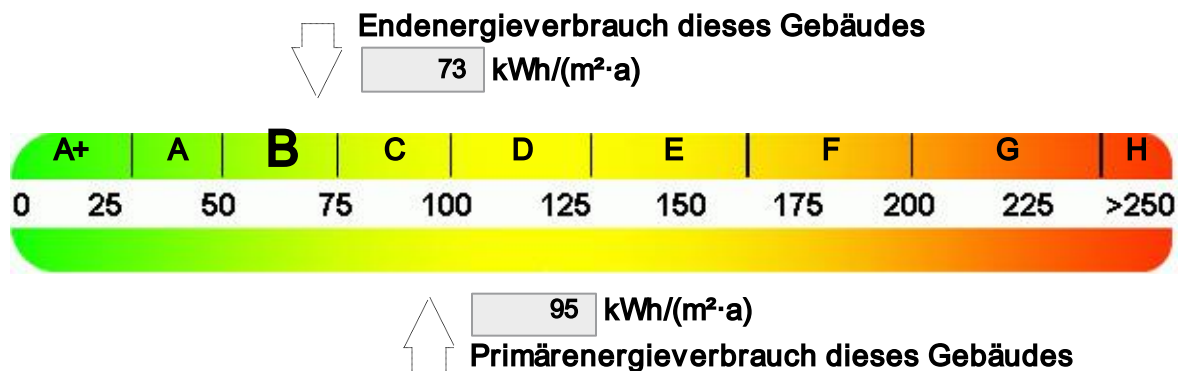 Endenergieverbrauch dieses Gebäudes
73 kWh/(m²·a)
A+ A B C D E F G H
0 25 50 75 100 125 150 175 200 225 >250
95 kWh/(m²·a)
Primärenergieverbrauch dieses Gebäudes